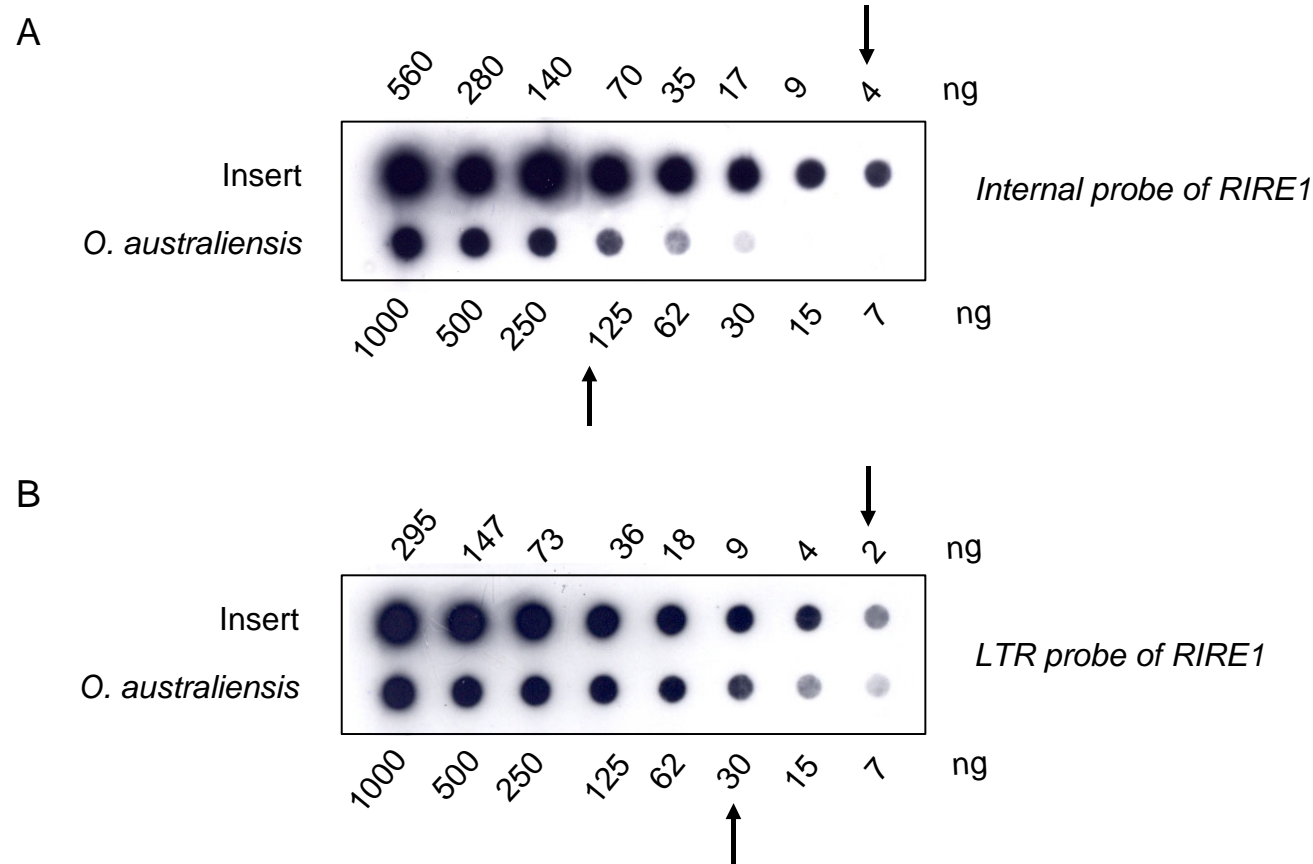 A
560 280 140 70 35 17 9 4 ng
Insert
Internal probe of RIRE1
O. australiensis
1000 500 250 125 62 30 15 7 ng
B
295 147 73 36 18 9 4 2 ng
Insert
LTR probe of RIRE1
O. australiensis
1000 500 250 125 62 30 15 7 ng